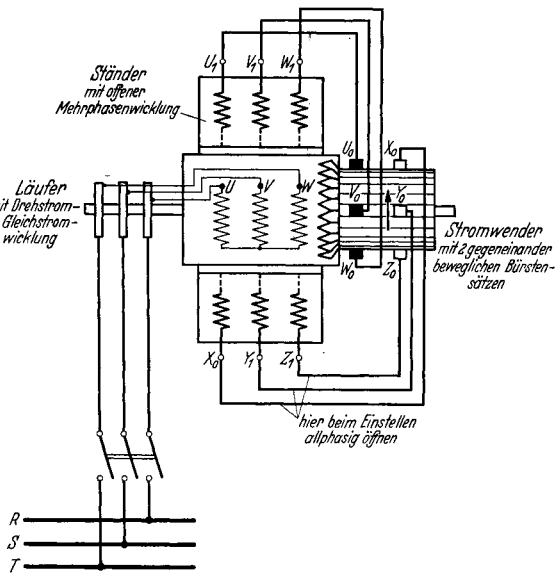 U₁ V₁ W₁
Ständer
mit offener
Mehrphasenwicklung
U₀ X₀
Läufer
it Drehstrom-
Gleichstrom-
wicklung
U V W
V₀ Y₀
W₀ Z₀
Stromwender
mit 2 gegeneinander
beweglichen Bürsten-
sätzen
X₀ Y₁ Z₁
hier beim Einstellen
allphasig öffnen
R
S
T